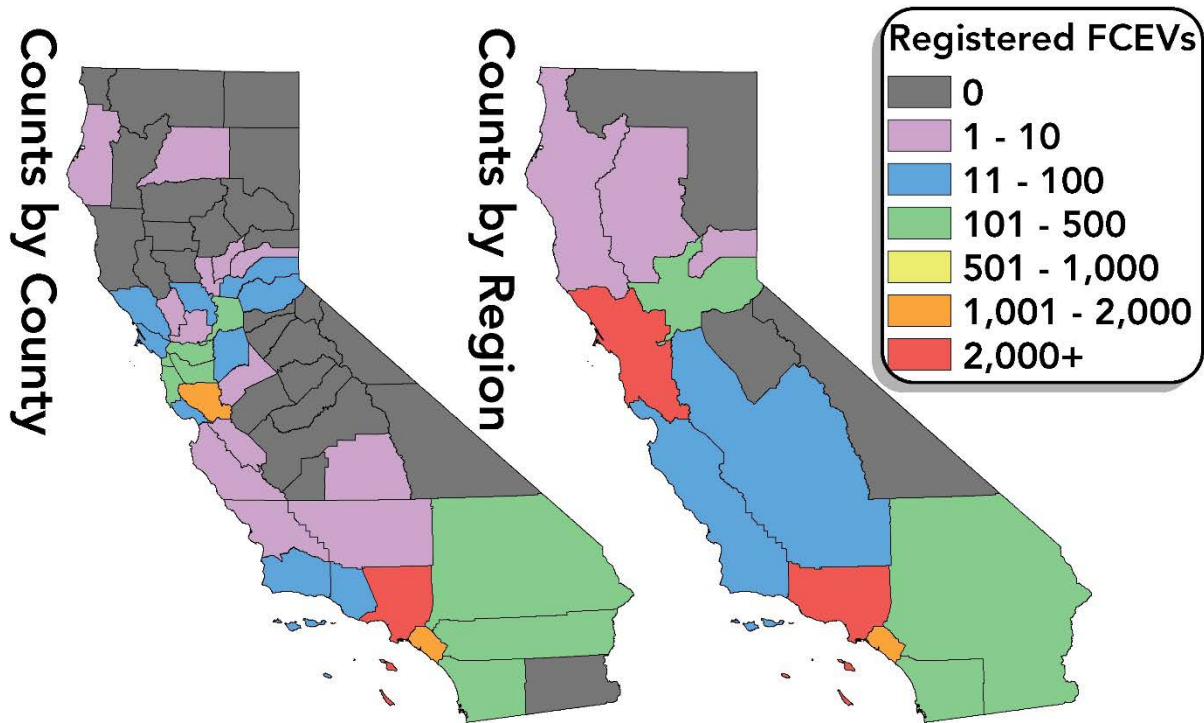 Counts by County
Counts by Region
Registered FCEVs
0
1 - 10
11 - 100
101 - 500
501 - 1,000
1,001 - 2,000
2,000+